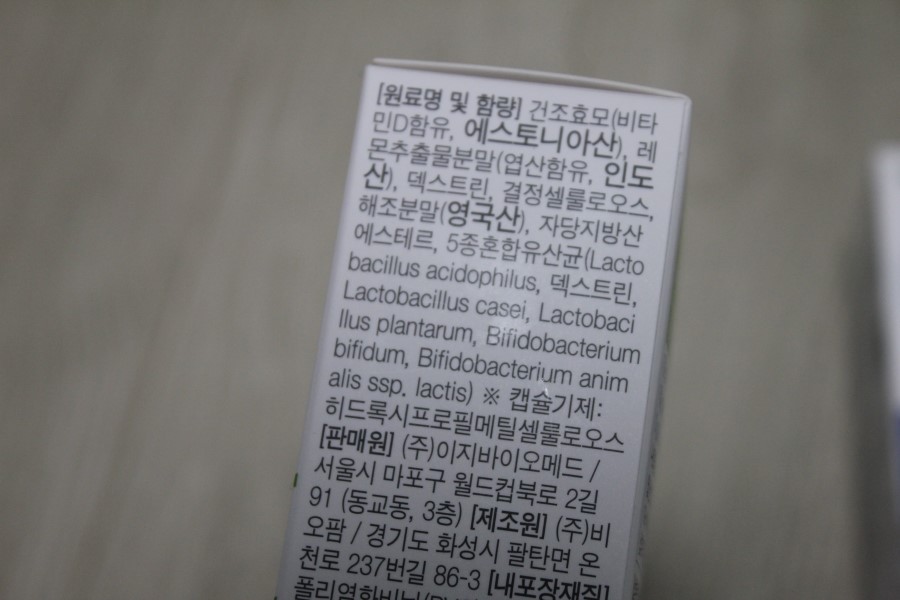 [원료명 및 함량] 건조효모(비타
민D함유, 에스토니아산), 레
몬추출물분말(엽산함유, 인도
산), 덱스트린, 결정셀룰로오스,
해조분말(영국산), 자당지방산
에스테르, 5종혼합유산균(Lacto
bacillus acidophilus, 덱스트린,
Lactobacillus casei, Lactobaci
llus plantarum, Bifidobacterium
bifidum, Bifidobacterium anim
alis ssp. lactis) ※ 캡슐기제:
히드록시프로필메틸셀룰로오스
[판매원] (주)이지바이오메드 /
서울시 마포구 월드컵북로 2길
91 (동교동, 3층) [제조원] (주)비
오팜 / 경기도 화성시 팔탄면 온
천로 237번길 86-3 [내포장재질]